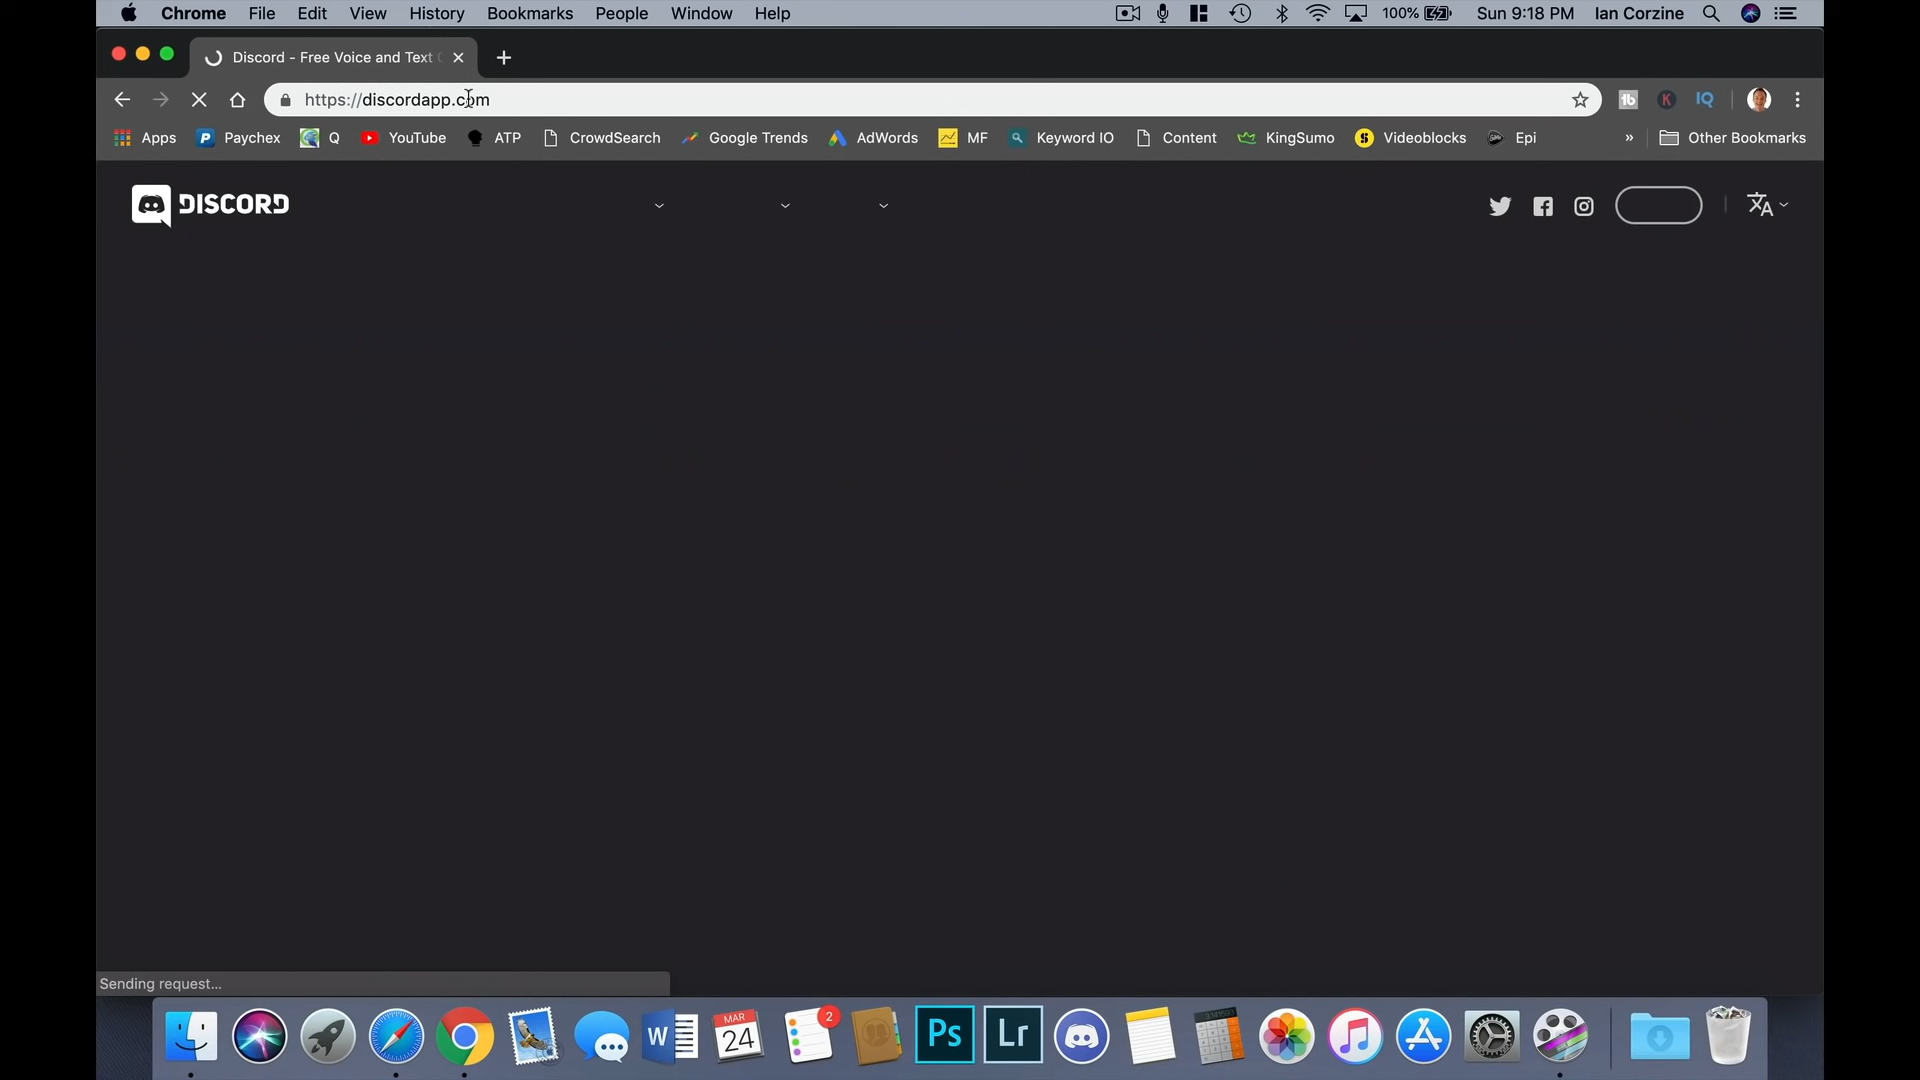 Chrome File Edit View History Bookmarks People Window Help 100% Sun 9:18 PM Ian Corzine
Discord - Free Voice and Text
https://discordapp.com
Apps Paychex Q YouTube ATP CrowdSearch Google Trends AdWords MF Keyword IO Content KingSumo Videoblocks Epi » Other Bookmarks
DISCORD
Sending request...
MAR
24
2
Ps
Lr